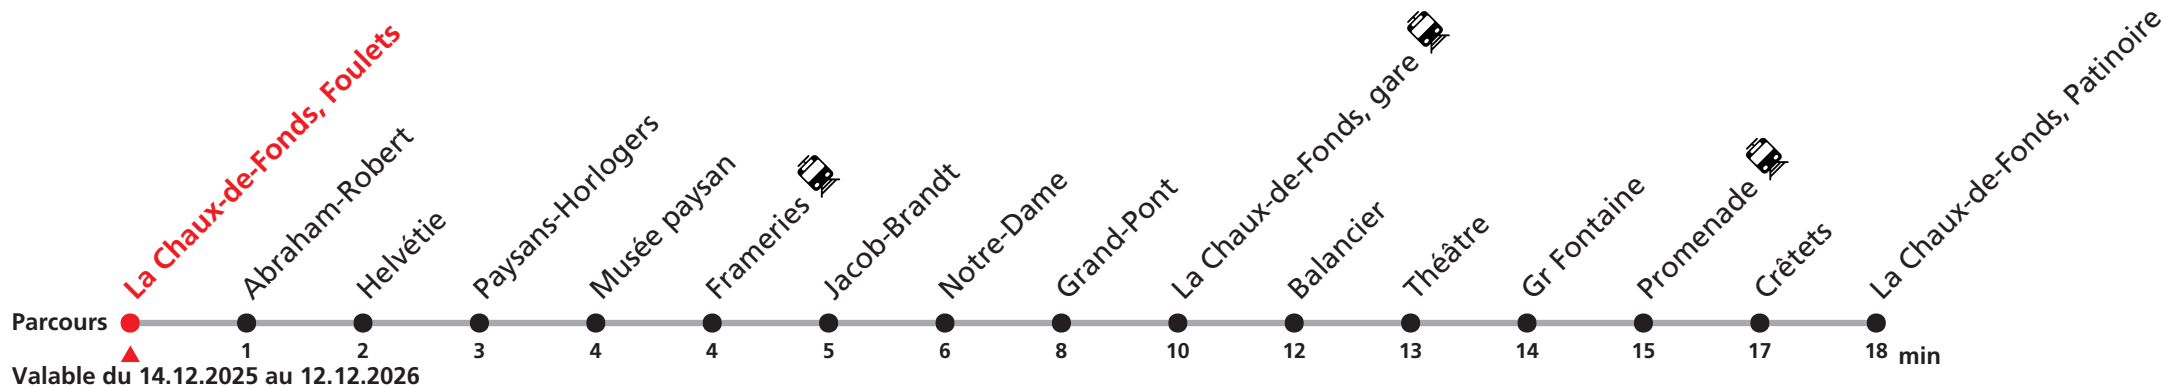 La Chaux-de-Fonds, Foulets
Abraham-Robert
Helvétie
Paysans-Horlogers
Musée paysan
Frameries
Jacob-Brandt
Notre-Dame
Grand-Pont
La Chaux-de-Fonds, gare
Balancier
Théâtre
Gr Fontaine
Promenade
Crêtets
La Chaux-de-Fonds, Patinoire
Parcours
1 2 3 4 4 5 6 8 10 12 13 14 15 17 18 min
Valable du 14.12.2025 au 12.12.2026